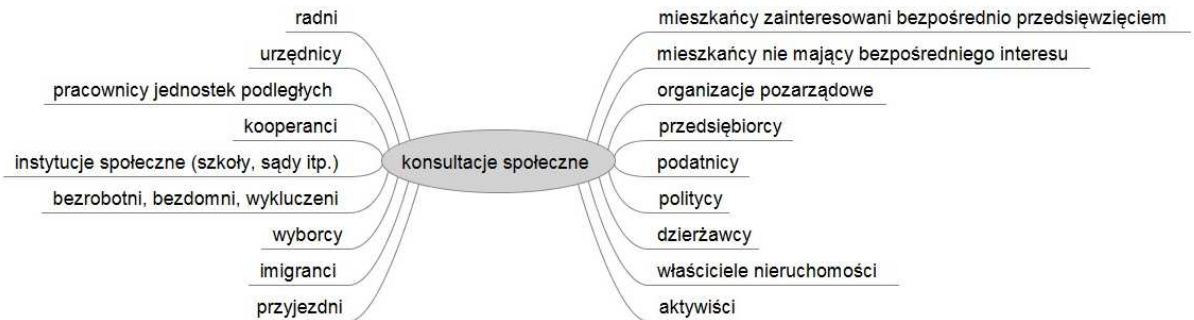 radni
urzędnicy
pracownicy jednostek podległych
kooperanci
instytucje społeczne (szkoły, sądy itp.)
bezrobotni, bezdomni, wykluczeni
wyborcy
imigranci
przyjezdni
konsultacje społeczne
mieszkańcy zainteresowani bezpośrednio przedsięwzięciem
mieszkańcy nie mający bezpośredniego interesu
organizacje pozarządowe
przedsiębiorcy
podatnicy
politycy
dzierżawcy
właściciele nieruchomości
aktywiści